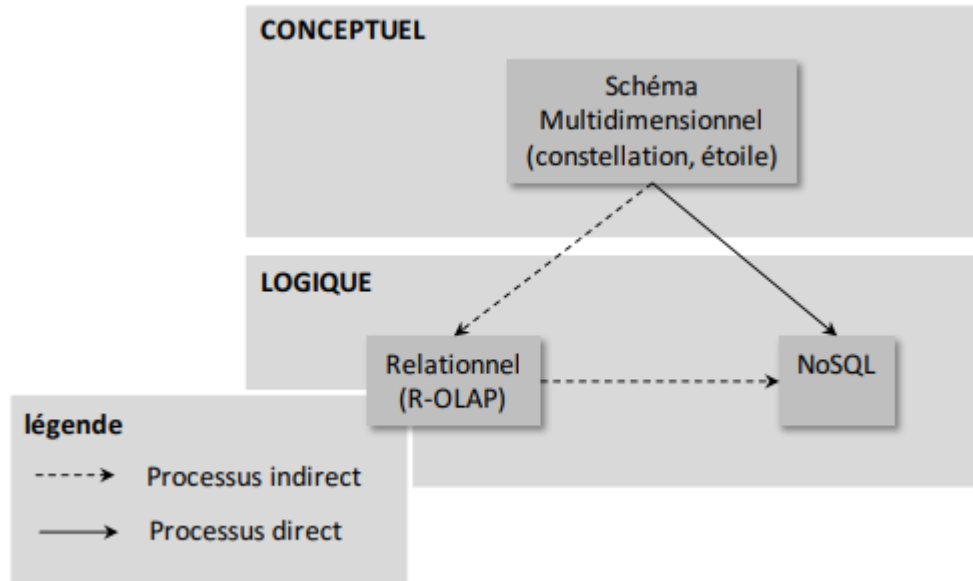 CONCEPTUEL
Schéma
Multidimensionnel
(constellation, étoile)
LOGIQUE
Relationnel
(R-OLAP)
NoSQL
légende
Processus indirect
Processus direct